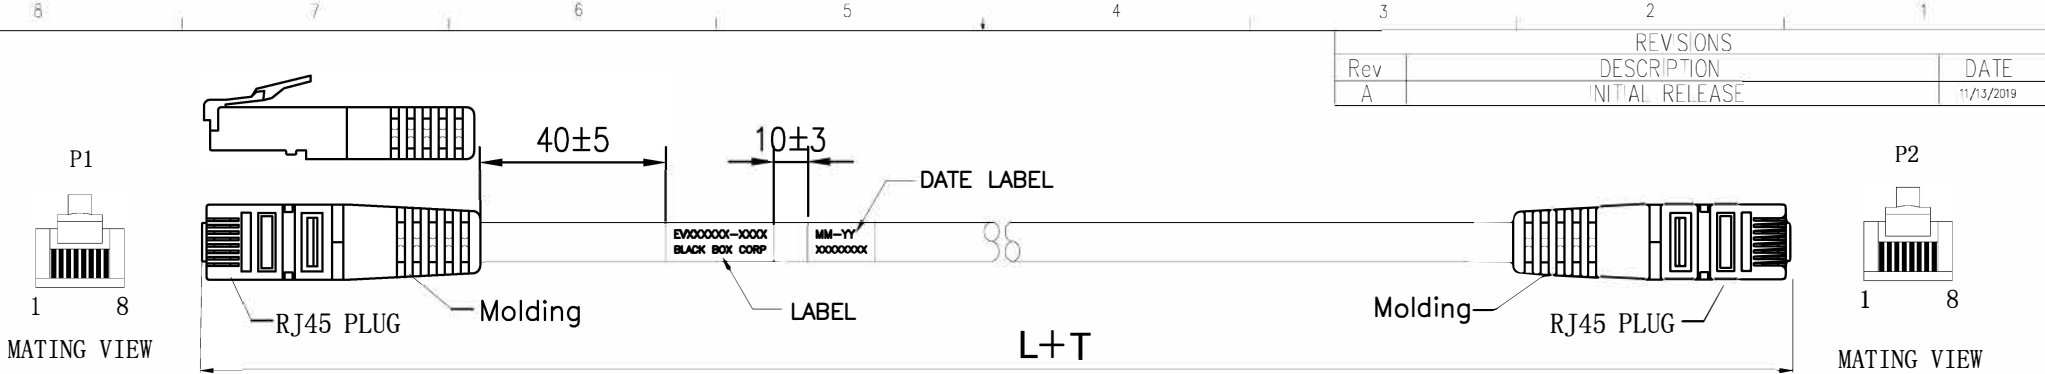 8 7 6 5 4 3 2 1
REVISIONS
Rev DESCRIPTION DATE
A INITIAL RELEASE 11/13/2019
40±5 10±3
P1 P2
DATE LABEL
EVXXXXXX-XXXX MM-YY
BLACK BOX CORP XXXXXXXX
1 8 Molding LABEL Molding 1 8
RJ45 PLUG RJ45 PLUG
MATING VIEW L+T MATING VIEW